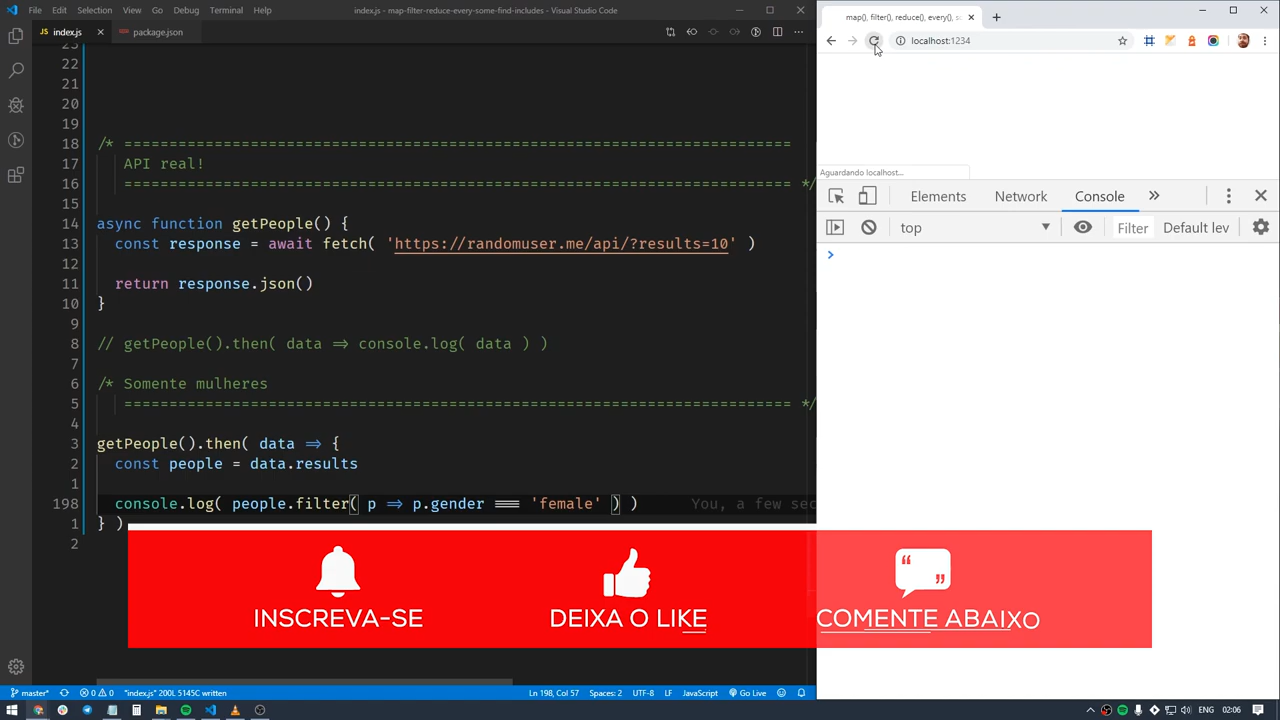 File Edit Selection View Go Debug Terminal Help
index.js - map-filter-reduce-every-some-find-includes - Visual Studio Code
JS index.js × package.json
23
22
21
20
19
18 /* ==========================================================================
17 API real!
16 ========================================================================== */
15
14 async function getPeople() {
13 const response = await fetch( 'https://randomuser.me/api/?results=10' )
12
11 return response.json()
10 }
9
8 // getPeople().then( data => console.log( data ) )
7
6 /* Somente mulheres
5 ========================================================================== */
4
3 getPeople().then( data => {
2 const people = data.results
1
198 console.log( people.filter( p => p.gender === 'female' ) ) You, a few sec
1 } )
2
map(), filter(), reduce(), every(), sc
localhost:1234
Aguardando localhost...
Elements Network Console »
top Filter Default lev
INSCREVA-SE
DEIXA O LIKE
COMENTE ABAIXO
master* 0 0 "index.js" 200L 5145C written
Ln 198, Col 57 Spaces: 2 UTF-8 LF JavaScript Go Live
ENG 02:06